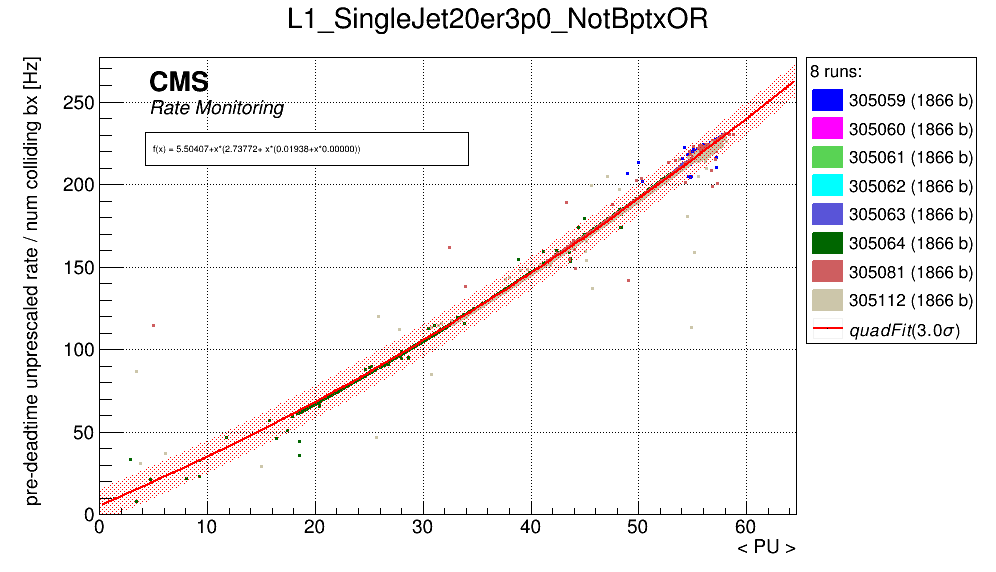 L1_SingleJet20er3p0_NotBptxOR
pre-deadtime unprescaled rate / num colliding bx [Hz]
CMS
Rate Monitoring
f(x) = 5.50407+x*(2.73772+ x*(0.01938+x*0.00000))
250
200
150
100
50
0
0 10 20 30 40 50 60
< PU >
8 runs:
305059 (1866 b)
305060 (1866 b)
305061 (1866 b)
305062 (1866 b)
305063 (1866 b)
305064 (1866 b)
305081 (1866 b)
305112 (1866 b)
quadFit(3.0σ)